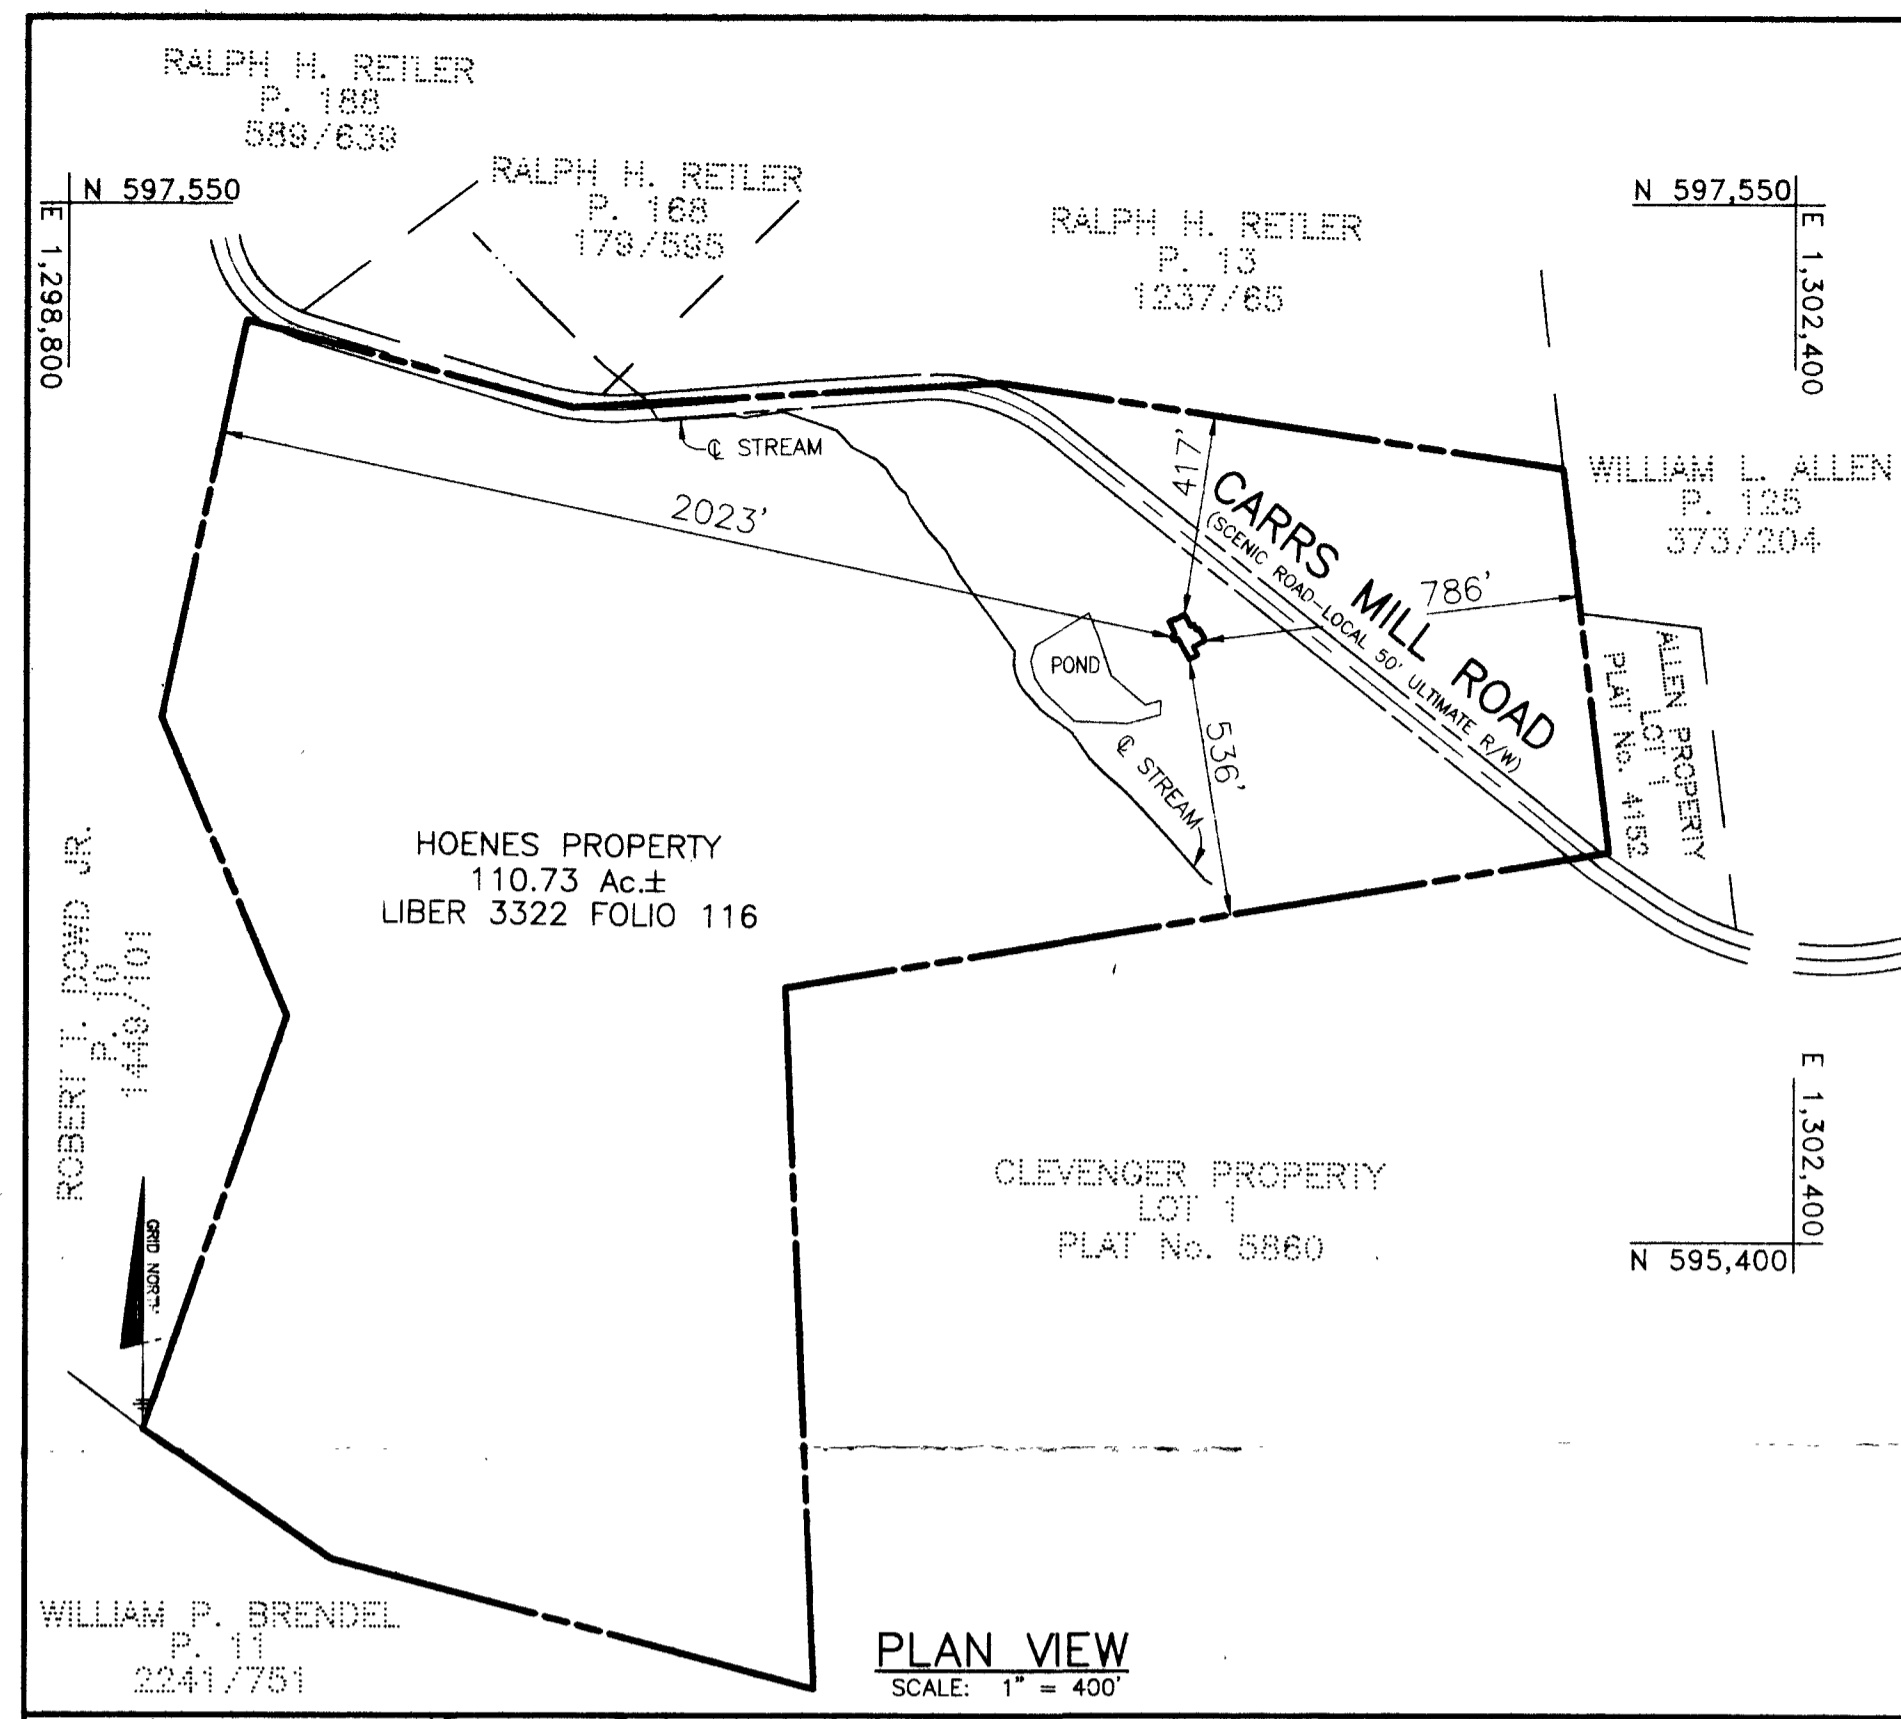 RALPH H. RETLER
P. 188
589/639
RALPH H. RETLER
P. 168
179/595
RALPH H. RETLER
P. 13
1237/65
N 597,550
E 1,298,800
N 597,550
E 1,302,400
℄ STREAM
2023'
417'
CARRS MILL ROAD
(SCENIC ROAD-LOCAL 50' ULTIMATE R/W)
786'
WILLIAM L. ALLEN
P. 125
373/204
POND
℄ STREAM
536'
ALLEN PROPERTY
LOT 1
PLAT No. 4152
HOENES PROPERTY
110.73 Ac.±
LIBER 3322 FOLIO 116
ROBERT T. DOWD JR.
P. 10
1448/101
GRID NORTH
CLEVENGER PROPERTY
LOT 1
PLAT No. 5860
E 1,302,400
N 595,400
WILLIAM P. BRENDEL
P. 11
2241/751
PLAN VIEW
SCALE: 1" = 400'